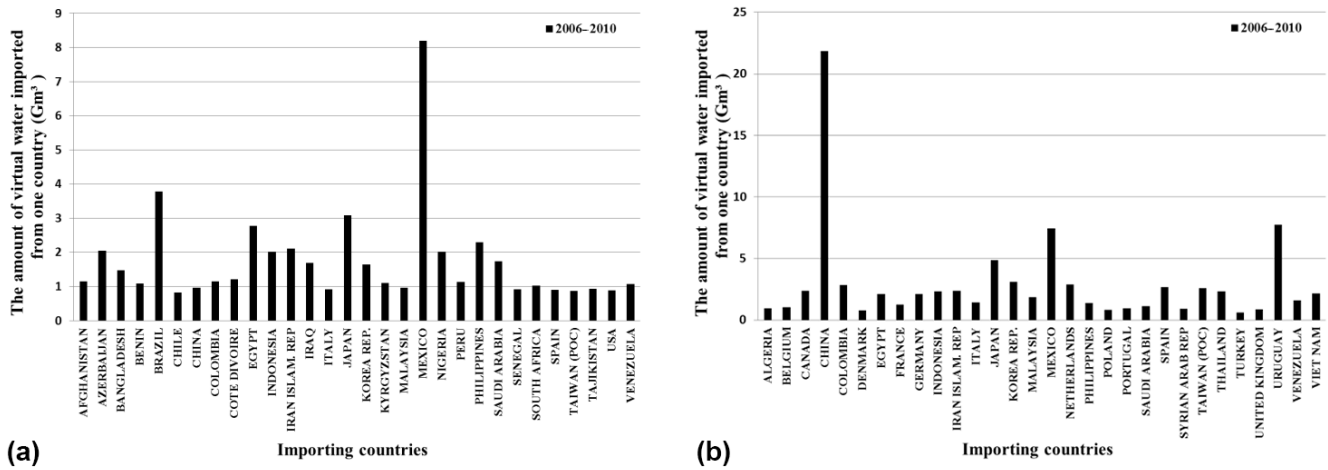 The amount of virtual water imported
from one country (Gm³ )
9
8
7
6
5
4
3
2
1
0
2006–2010
AFGHANISTAN
AZERBAIJAN
BANGLADESH
BENIN
BRAZIL
CHILE
CHINA
COLOMBIA
COTE DIVOIRE
EGYPT
INDONESIA
IRAN ISLAM. REP
IRAQ
ITALY
JAPAN
KOREA REP.
KYRGYZSTAN
MALAYSIA
MEXICO
NIGERIA
PERU
PHILIPPINES
SAUDI ARABIA
SENEGAL
SOUTH AFRICA
SPAIN
TAIWAN (POC)
TAJIKISTAN
USA
VENEZUELA
(a)
Importing countries
The amount of virtual water imported
from one country (Gm³ )
25
20
15
10
5
0
2006–2010
ALGERIA
BELGIUM
CANADA
CHINA
COLOMBIA
DENMARK
EGYPT
FRANCE
GERMANY
INDONESIA
IRAN ISLAM. REP
ITALY
JAPAN
KOREA REP.
MALAYSIA
MEXICO
NETHERLANDS
PHILIPPINES
POLAND
PORTUGAL
SAUDI ARABIA
SPAIN
SYRIAN ARAB REP
TAIWAN (POC)
THAILAND
TURKEY
UNITED KINGDOM
URUGUAY
VENEZUELA
VIET NAM
(b)
Importing countries